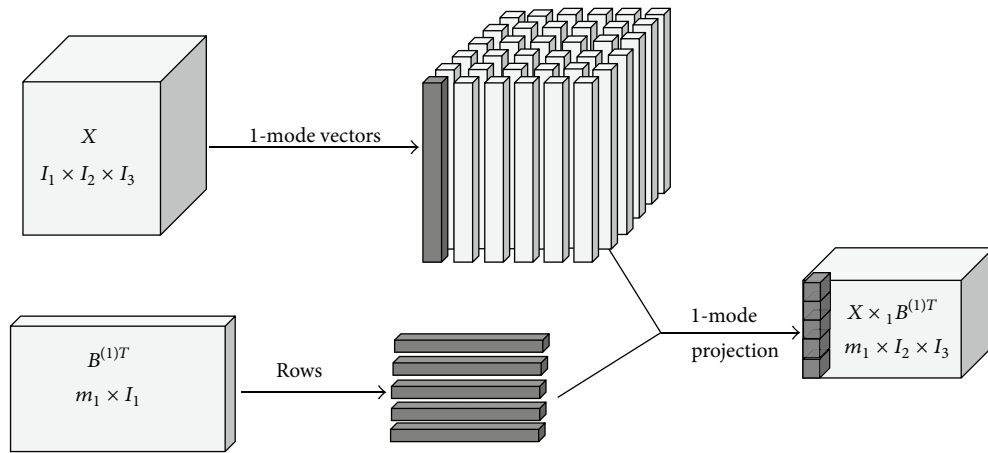 X
I₁ × I₂ × I₃
1-mode vectors
B⁽¹⁾ᵀ
m₁ × I₁
Rows
1-mode
projection
X ×₁ B⁽¹⁾ᵀ
m₁ × I₂ × I₃